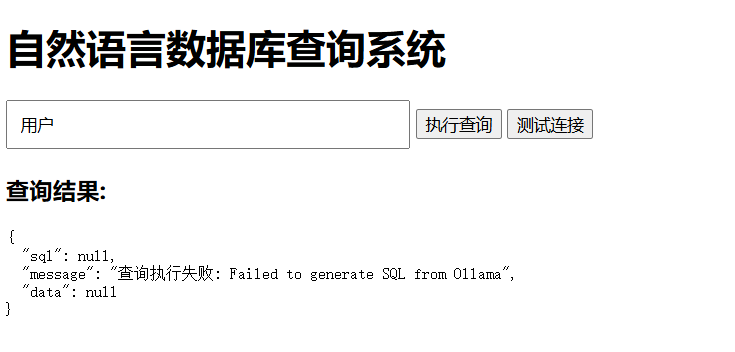 自然语言数据库查询系统
用户 执行查询 测试连接
查询结果:
{
  "sql": null,
  "message": "查询执行失败: Failed to generate SQL from Ollama",
  "data": null
}